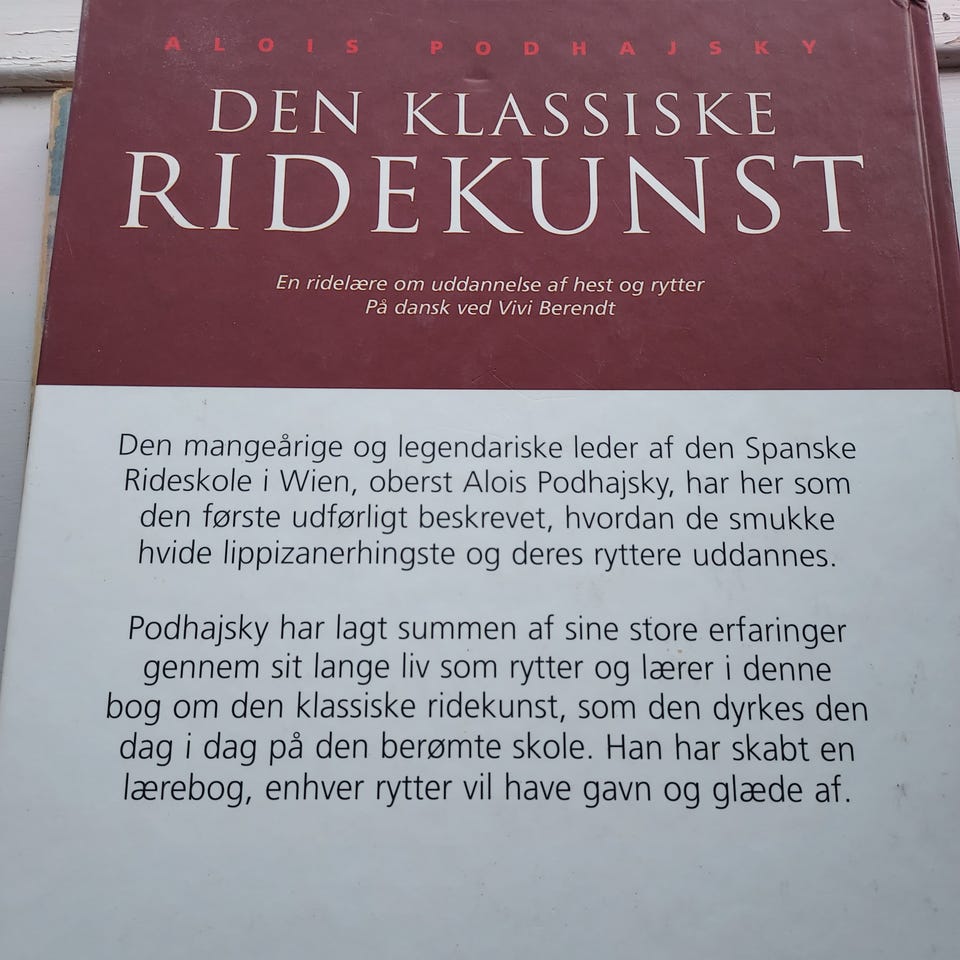 ALOIS PODHAJSKY
DEN KLASSISKE
RIDEKUNST
En ridelære om uddannelse af hest og rytter
På dansk ved Vivi Berendt
Den mangeårige og legendariske leder af den Spanske
Rideskole i Wien, oberst Alois Podhajsky, har her som
den første udførligt beskrevet, hvordan de smukke
hvide lippizanerhingste og deres ryttere uddannes.
Podhajsky har lagt summen af sine store erfaringer
gennem sit lange liv som rytter og lærer i denne
bog om den klassiske ridekunst, som den dyrkes den
dag i dag på den berømte skole. Han har skabt en
lærebog, enhver rytter vil have gavn og glæde af.